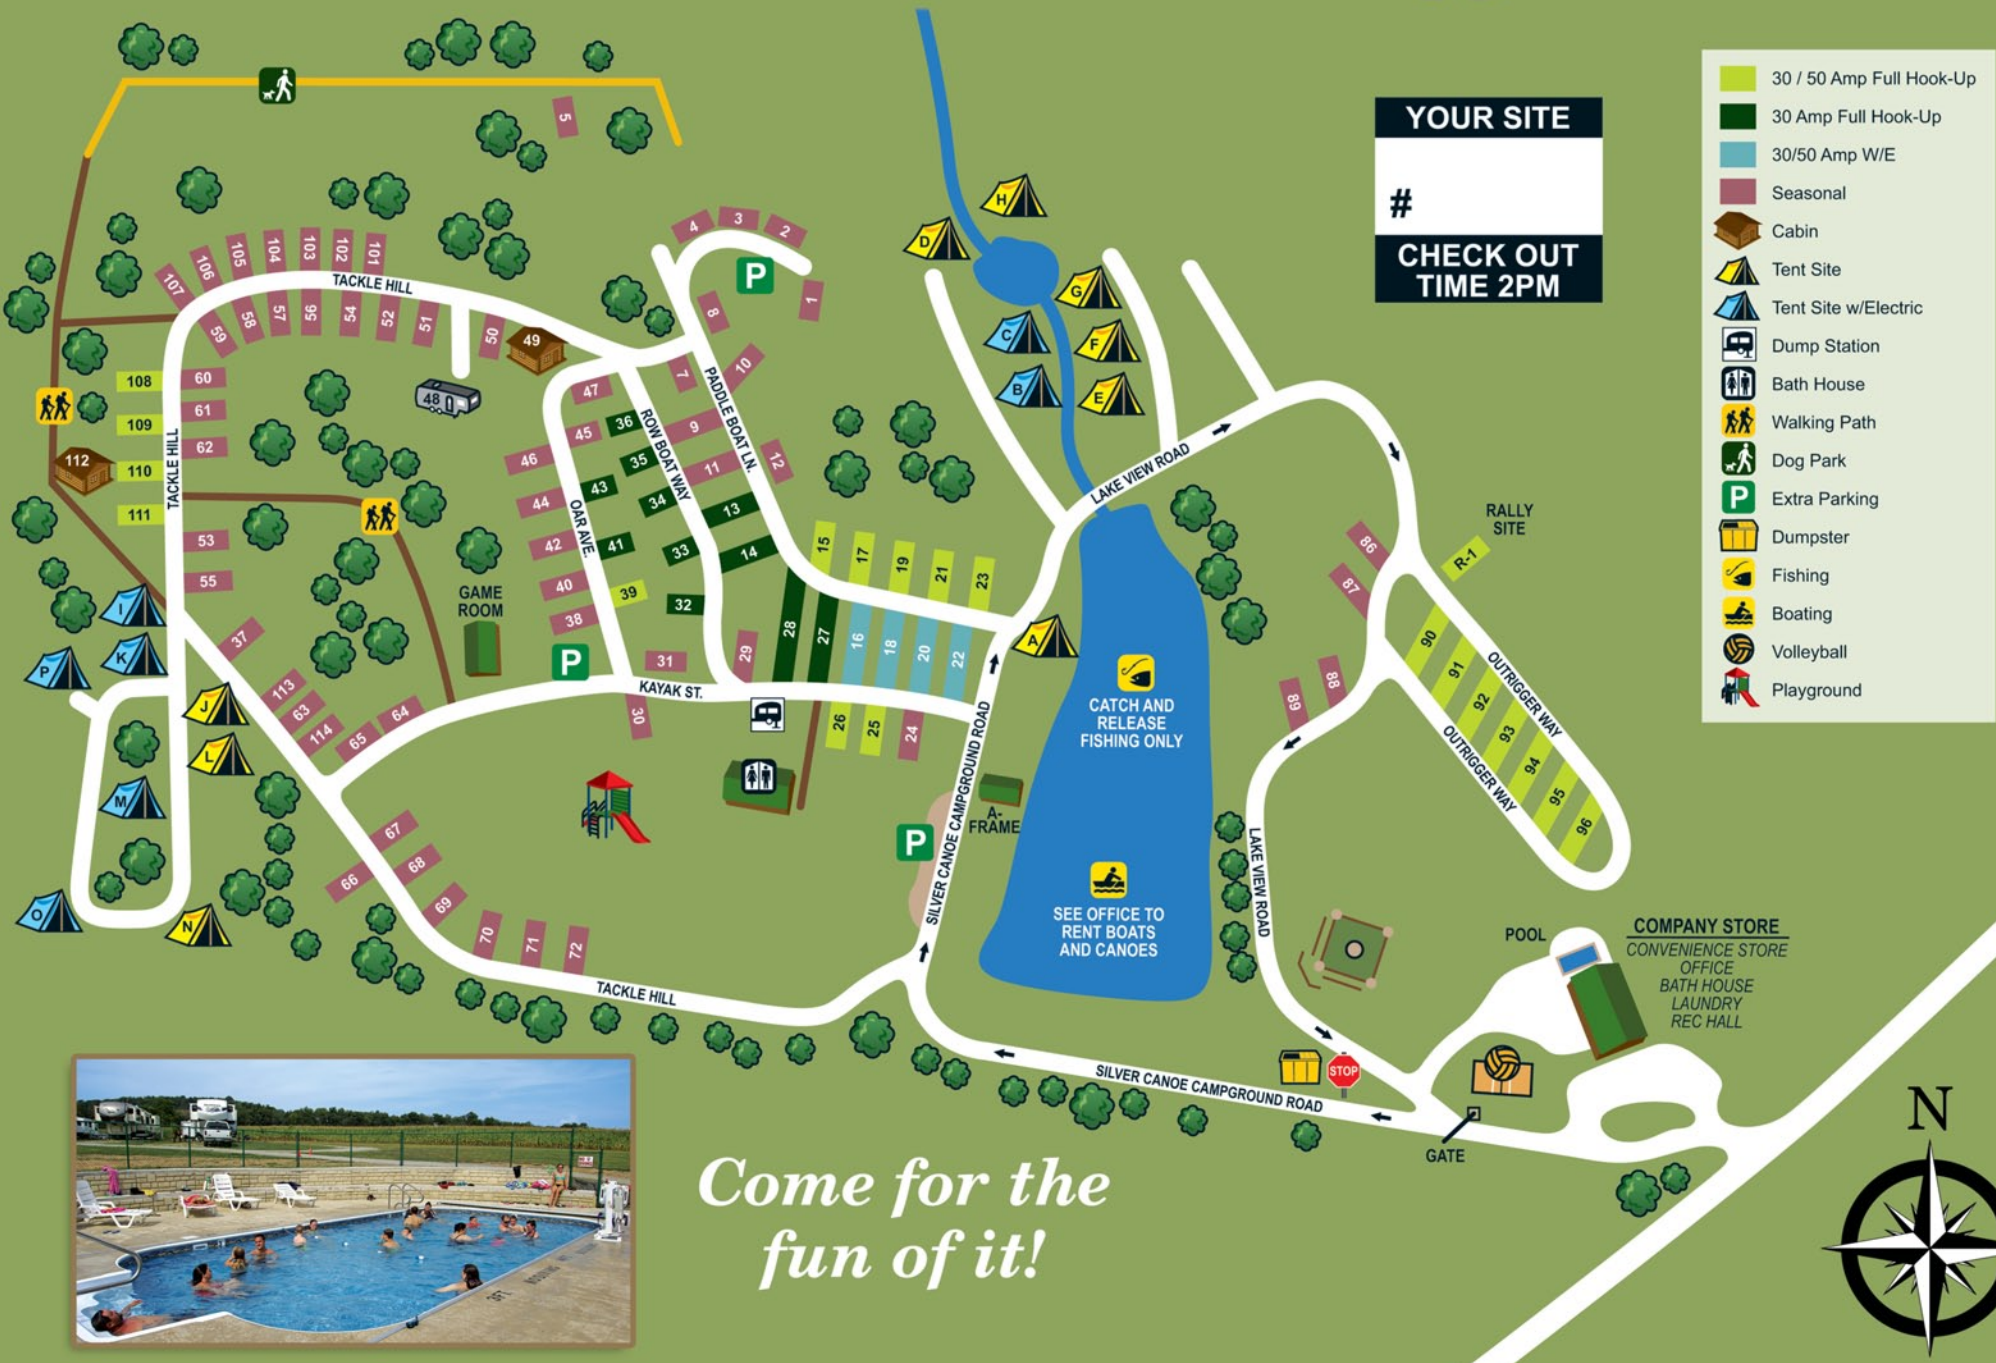 YOUR SITE
#
CHECK OUT
TIME 2PM
30 / 50 Amp Full Hook-Up
30 Amp Full Hook-Up
30/50 Amp W/E
Seasonal
Cabin
Tent Site
Tent Site w/Electric
Dump Station
Bath House
Walking Path
Dog Park
P
Extra Parking
Dumpster
Fishing
Boating
Volleyball
Playground
5
4
3
2
1
P
8
H
D
G
C
F
B
E
107
106
105
104
103
102
101
TACKLE HILL
59
58
57
56
54
52
51
50
49
48
108
109
110
111
112
60
61
62
TACKLE HILL
53
55
47
45
46
44
42
40
38
43
41
39
OAR AVE.
36
35
34
33
32
ROW BOAT WAY
7
9
11
13
14
PADDLE BOAT LN.
10
12
15
17
19
21
23
28
27
16
18
20
22
29
31
30
KAYAK ST.
26
25
24
P
GAME
ROOM
I
K
P
J
L
M
O
N
37
113
63
114
65
64
67
68
66
69
70
71
72
TACKLE HILL
A
LAKE VIEW ROAD
86
87
88
89
RALLY
SITE
R-1
90
91
92
93
94
95
96
OUTRIGGER WAY
OUTRIGGER WAY
CATCH AND
RELEASE
FISHING ONLY
SEE OFFICE TO
RENT BOATS
AND CANOES
A-
FRAME
P
SILVER CANOE CAMPGROUND ROAD
LAKE VIEW ROAD
POOL
COMPANY STORE
CONVENIENCE STORE
OFFICE
BATH HOUSE
LAUNDRY
REC HALL
STOP
SILVER CANOE CAMPGROUND ROAD
GATE
N
Come for the
fun of it!
3FT